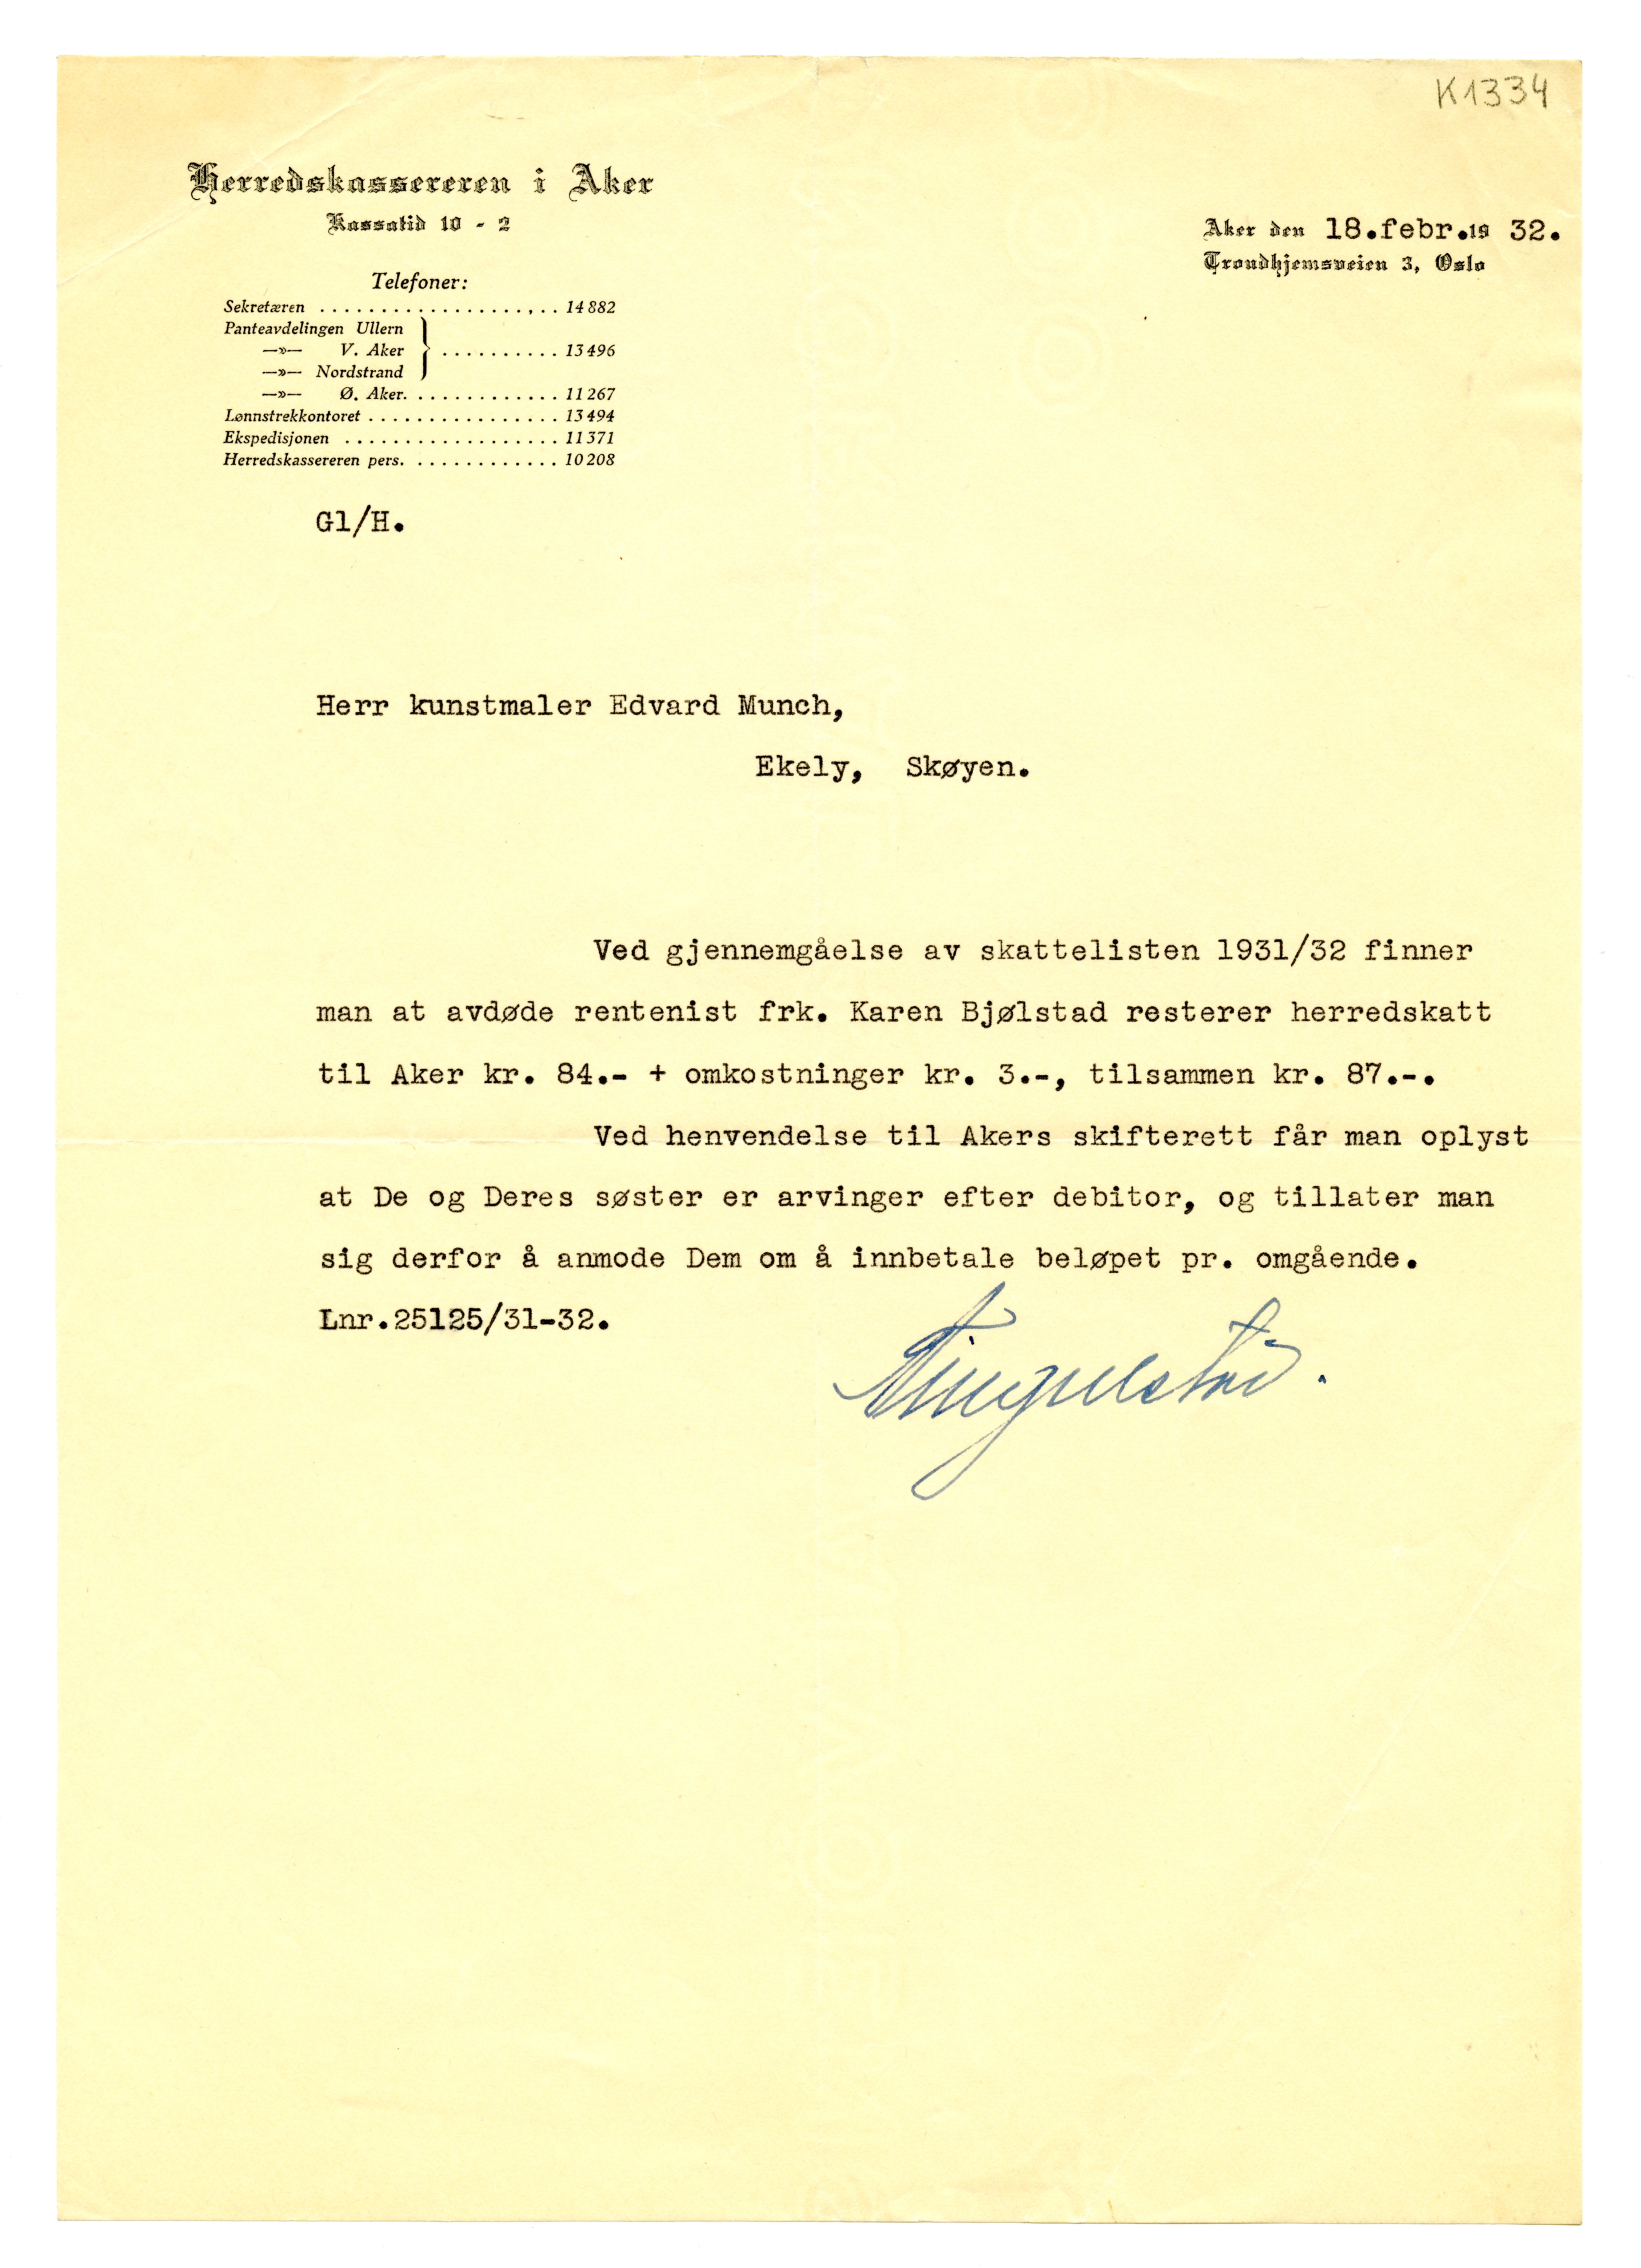 K1334
Herredskassereren i Aker
Kassatid 10 - 2
Aker den 18.febr.19 32.
Trondhjemsveien 3, Oslo
Telefoner:
Sekretæren . . . . . . . . . . . . . . . . . . , . . 14 882
Panteavdelingen Ullern
—»— V. Aker } . . . . . . . . . . 13 496
—»— Nordstrand
—»— Ø. Aker. . . . . . . . . . . . . 11 267
Lønnstrekkontoret . . . . . . . . . . . . . . . . 13 494
Ekspedisjonen . . . . . . . . . . . . . . . . . . 11 371
Herredskassereren pers. . . . . . . . . . . . . 10 208
Gl/H.
Herr kunstmaler Edvard Munch,
Ekely, Skøyen.
Ved gjennemgåelse av skattelisten 1931/32 finner
man at avdøde rentenist frk. Karen Bjølstad resterer herredskatt
til Aker kr. 84.- + omkostninger kr. 3.-, tilsammen kr. 87.-.
Ved henvendelse til Akers skifterett får man oplyst
at De og Deres søster er arvinger efter debitor, og tillater man
sig derfor å anmode Dem om å innbetale beløpet pr. omgående.
Lnr.25125/31-32.